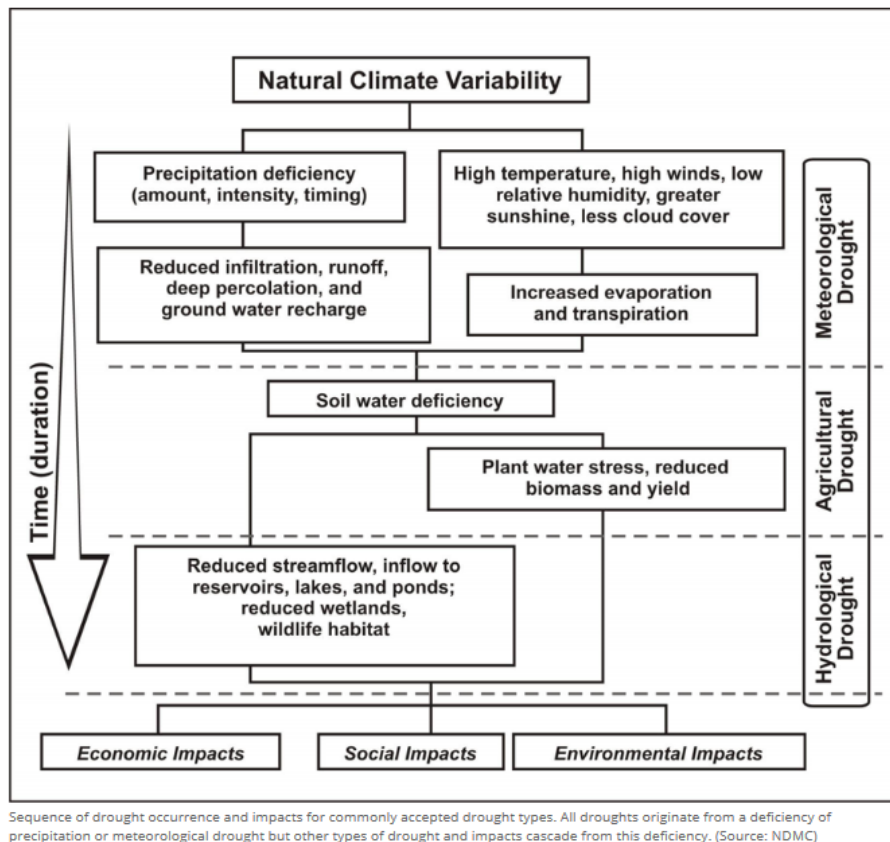 Natural Climate Variability
Precipitation deficiency
(amount, intensity, timing)
High temperature, high winds, low
relative humidity, greater
sunshine, less cloud cover
Reduced infiltration, runoff,
deep percolation, and
ground water recharge
Increased evaporation
and transpiration
Meteorological
Drought
Time (duration)
Soil water deficiency
Plant water stress, reduced
biomass and yield
Agricultural
Drought
Reduced streamflow, inflow to
reservoirs, lakes, and ponds;
reduced wetlands,
wildlife habitat
Hydrological
Drought
Economic Impacts
Social Impacts
Environmental Impacts
Sequence of drought occurrence and impacts for commonly accepted drought types. All droughts originate from a deficiency of
precipitation or meteorological drought but other types of drought and impacts cascade from this deficiency. (Source: NDMC)